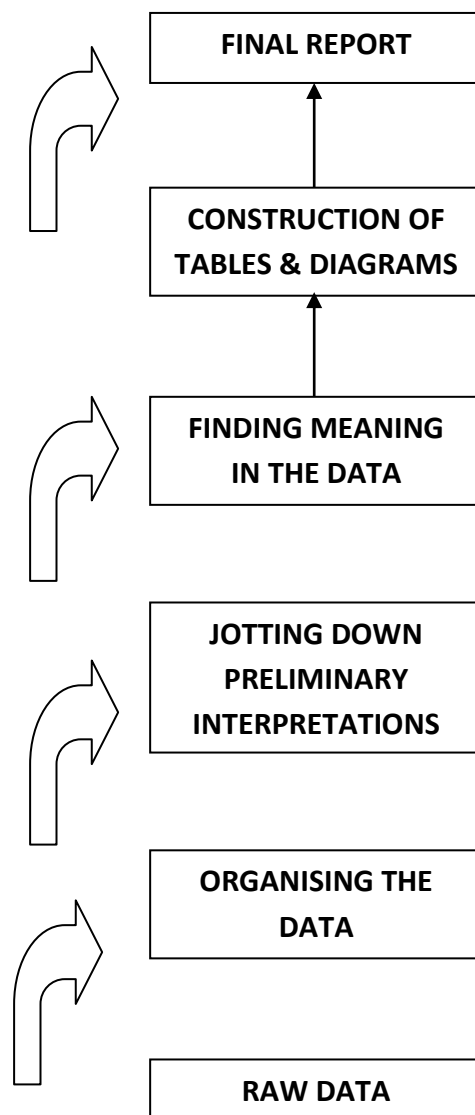 FINAL REPORT
CONSTRUCTION OF
TABLES & DIAGRAMS
FINDING MEANING
IN THE DATA
JOTTING DOWN
PRELIMINARY
INTERPRETATIONS
ORGANISING THE
DATA
RAW DATA